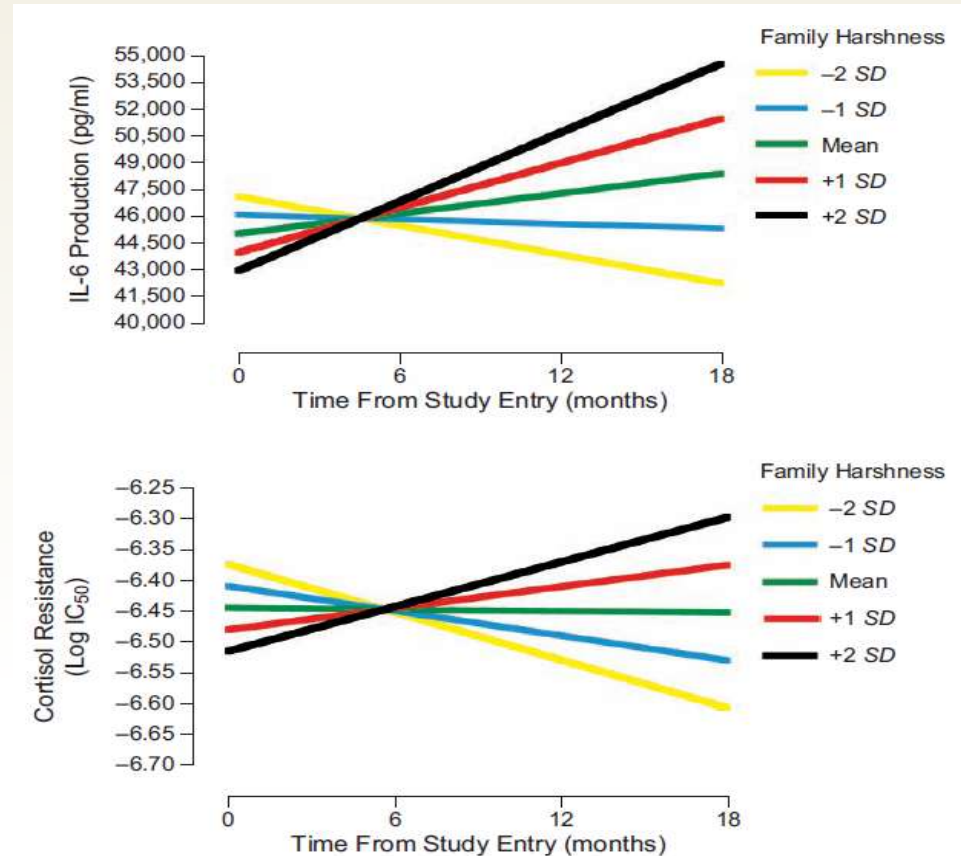 Family Harshness
–2 SD
–1 SD
Mean
+1 SD
+2 SD
IL-6 Production (pg/ml)
55,000
53,500
52,000
50,500
49,000
47,500
46,000
44,500
43,000
41,500
40,000
0 6 12 18
Time From Study Entry (months)
Family Harshness
–2 SD
–1 SD
Mean
+1 SD
+2 SD
Cortisol Resistance
(Log IC50)
–6.25
–6.30
–6.35
–6.40
–6.45
–6.50
–6.55
–6.60
–6.65
–6.70
0 6 12 18
Time From Study Entry (months)